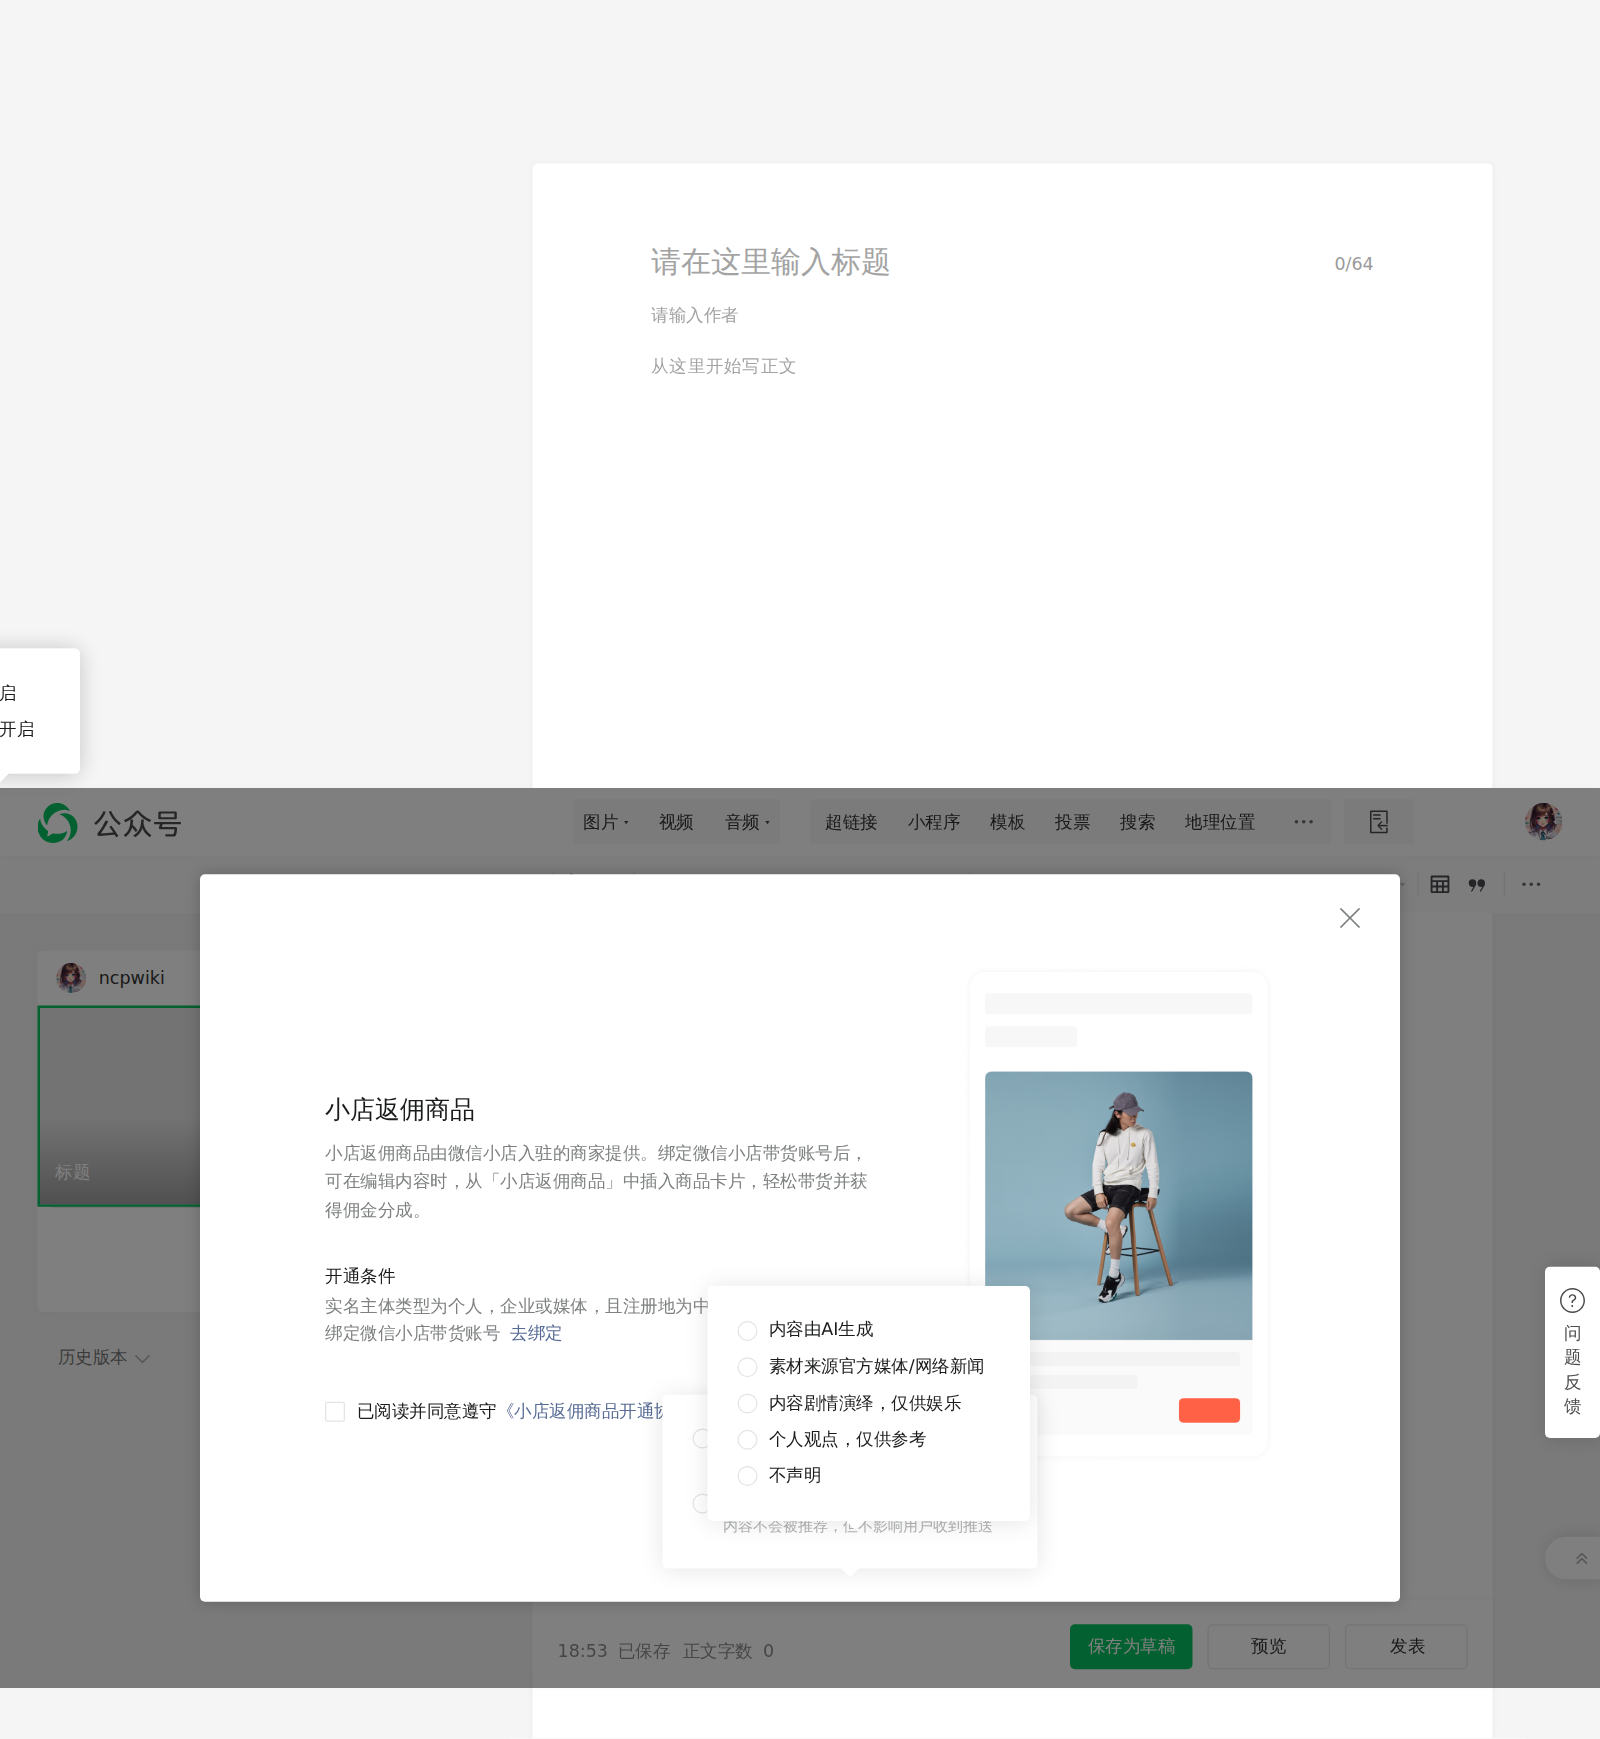 请在这里输入标题
0/64
请输入作者
从这里开始写正文
启
开启
公众号
图片
视频
音频
超链接
小程序
模板
投票
搜索
地理位置
ncpwiki
标题
历史版本
小店返佣商品
小店返佣商品由微信小店入驻的商家提供。绑定微信小店带货账号后，
可在编辑内容时，从「小店返佣商品」中插入商品卡片，轻松带货并获
得佣金分成。
开通条件
实名主体类型为个人，企业或媒体，且注册地为中
绑定微信小店带货账号 去绑定
已阅读并同意遵守《小店返佣商品开通协
内容由AI生成
素材来源官方媒体/网络新闻
内容剧情演绎，仅供娱乐
个人观点，仅供参考
不声明
内容不会被推荐，但不影响用户收到推送
问
题
反
馈
18:53 已保存 正文字数 0
保存为草稿
预览
发表